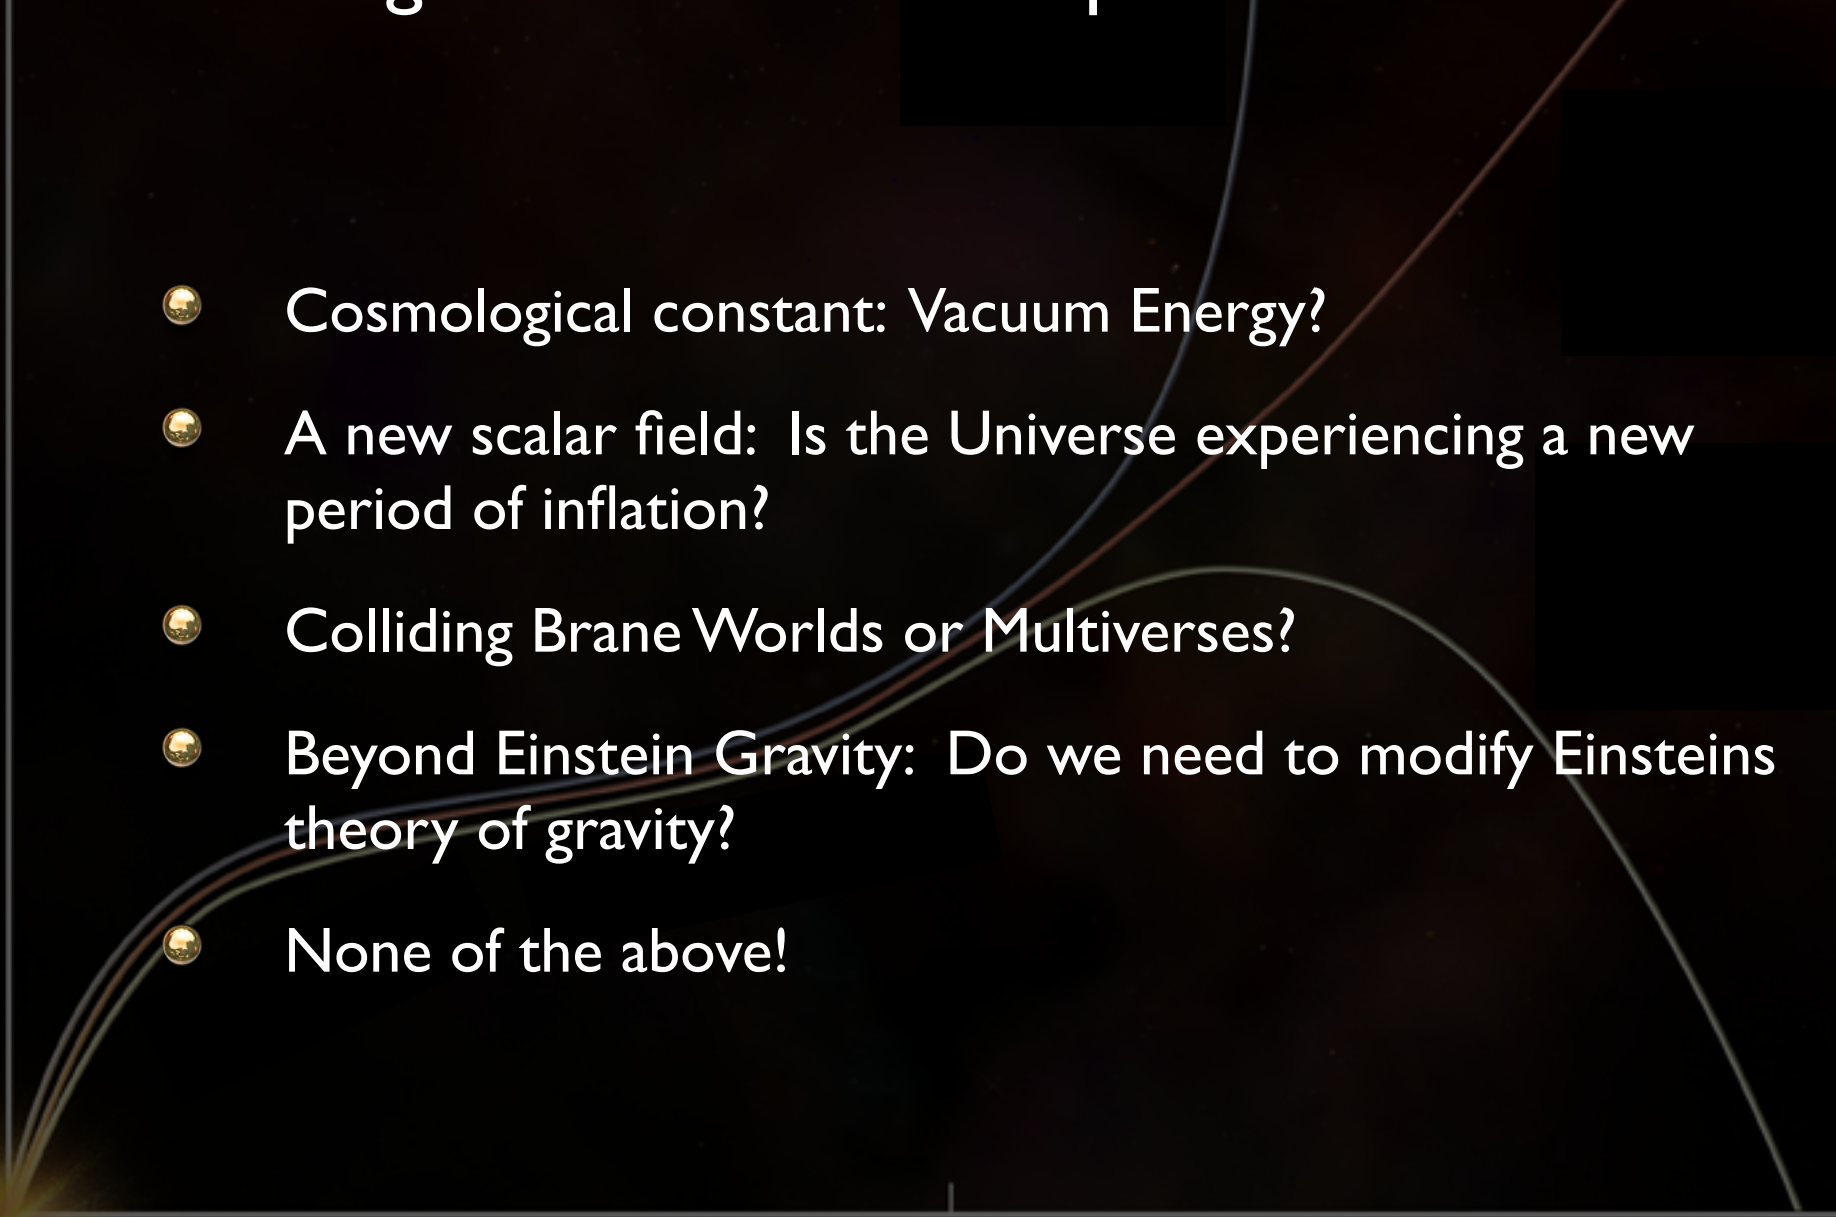 Cosmological constant: Vacuum Energy?
A new scalar field: Is the Universe experiencing a new
period of inflation?
Colliding Brane Worlds or Multiverses?
Beyond Einstein Gravity: Do we need to modify Einsteins
theory of gravity?
None of the above!